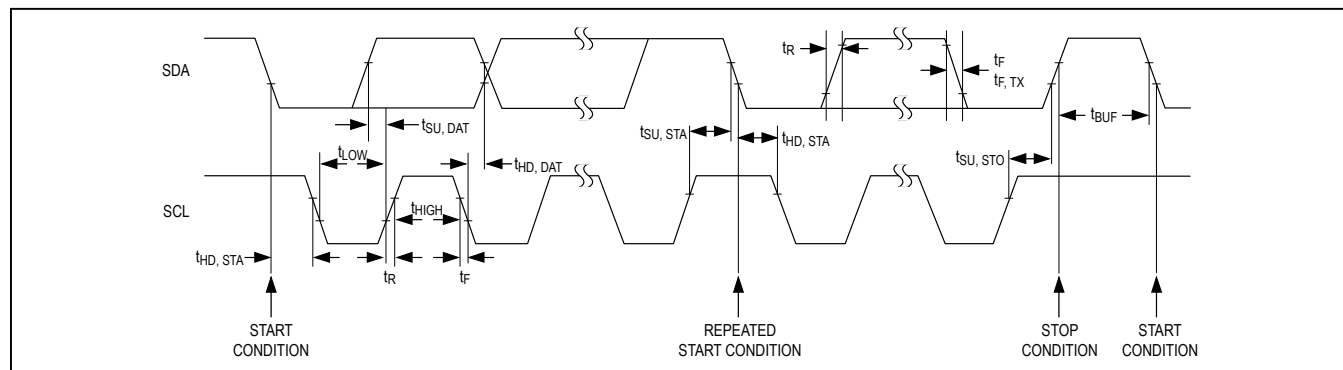 SDA
tR
tF
tF, TX
tSU, DAT
tSU, STA
tHD, STA
tBUF
tLOW
tHD, DAT
tSU, STO
SCL
tHIGH
tHD, STA
tR
tF
START
CONDITION
REPEATED
START CONDITION
STOP
CONDITION
START
CONDITION